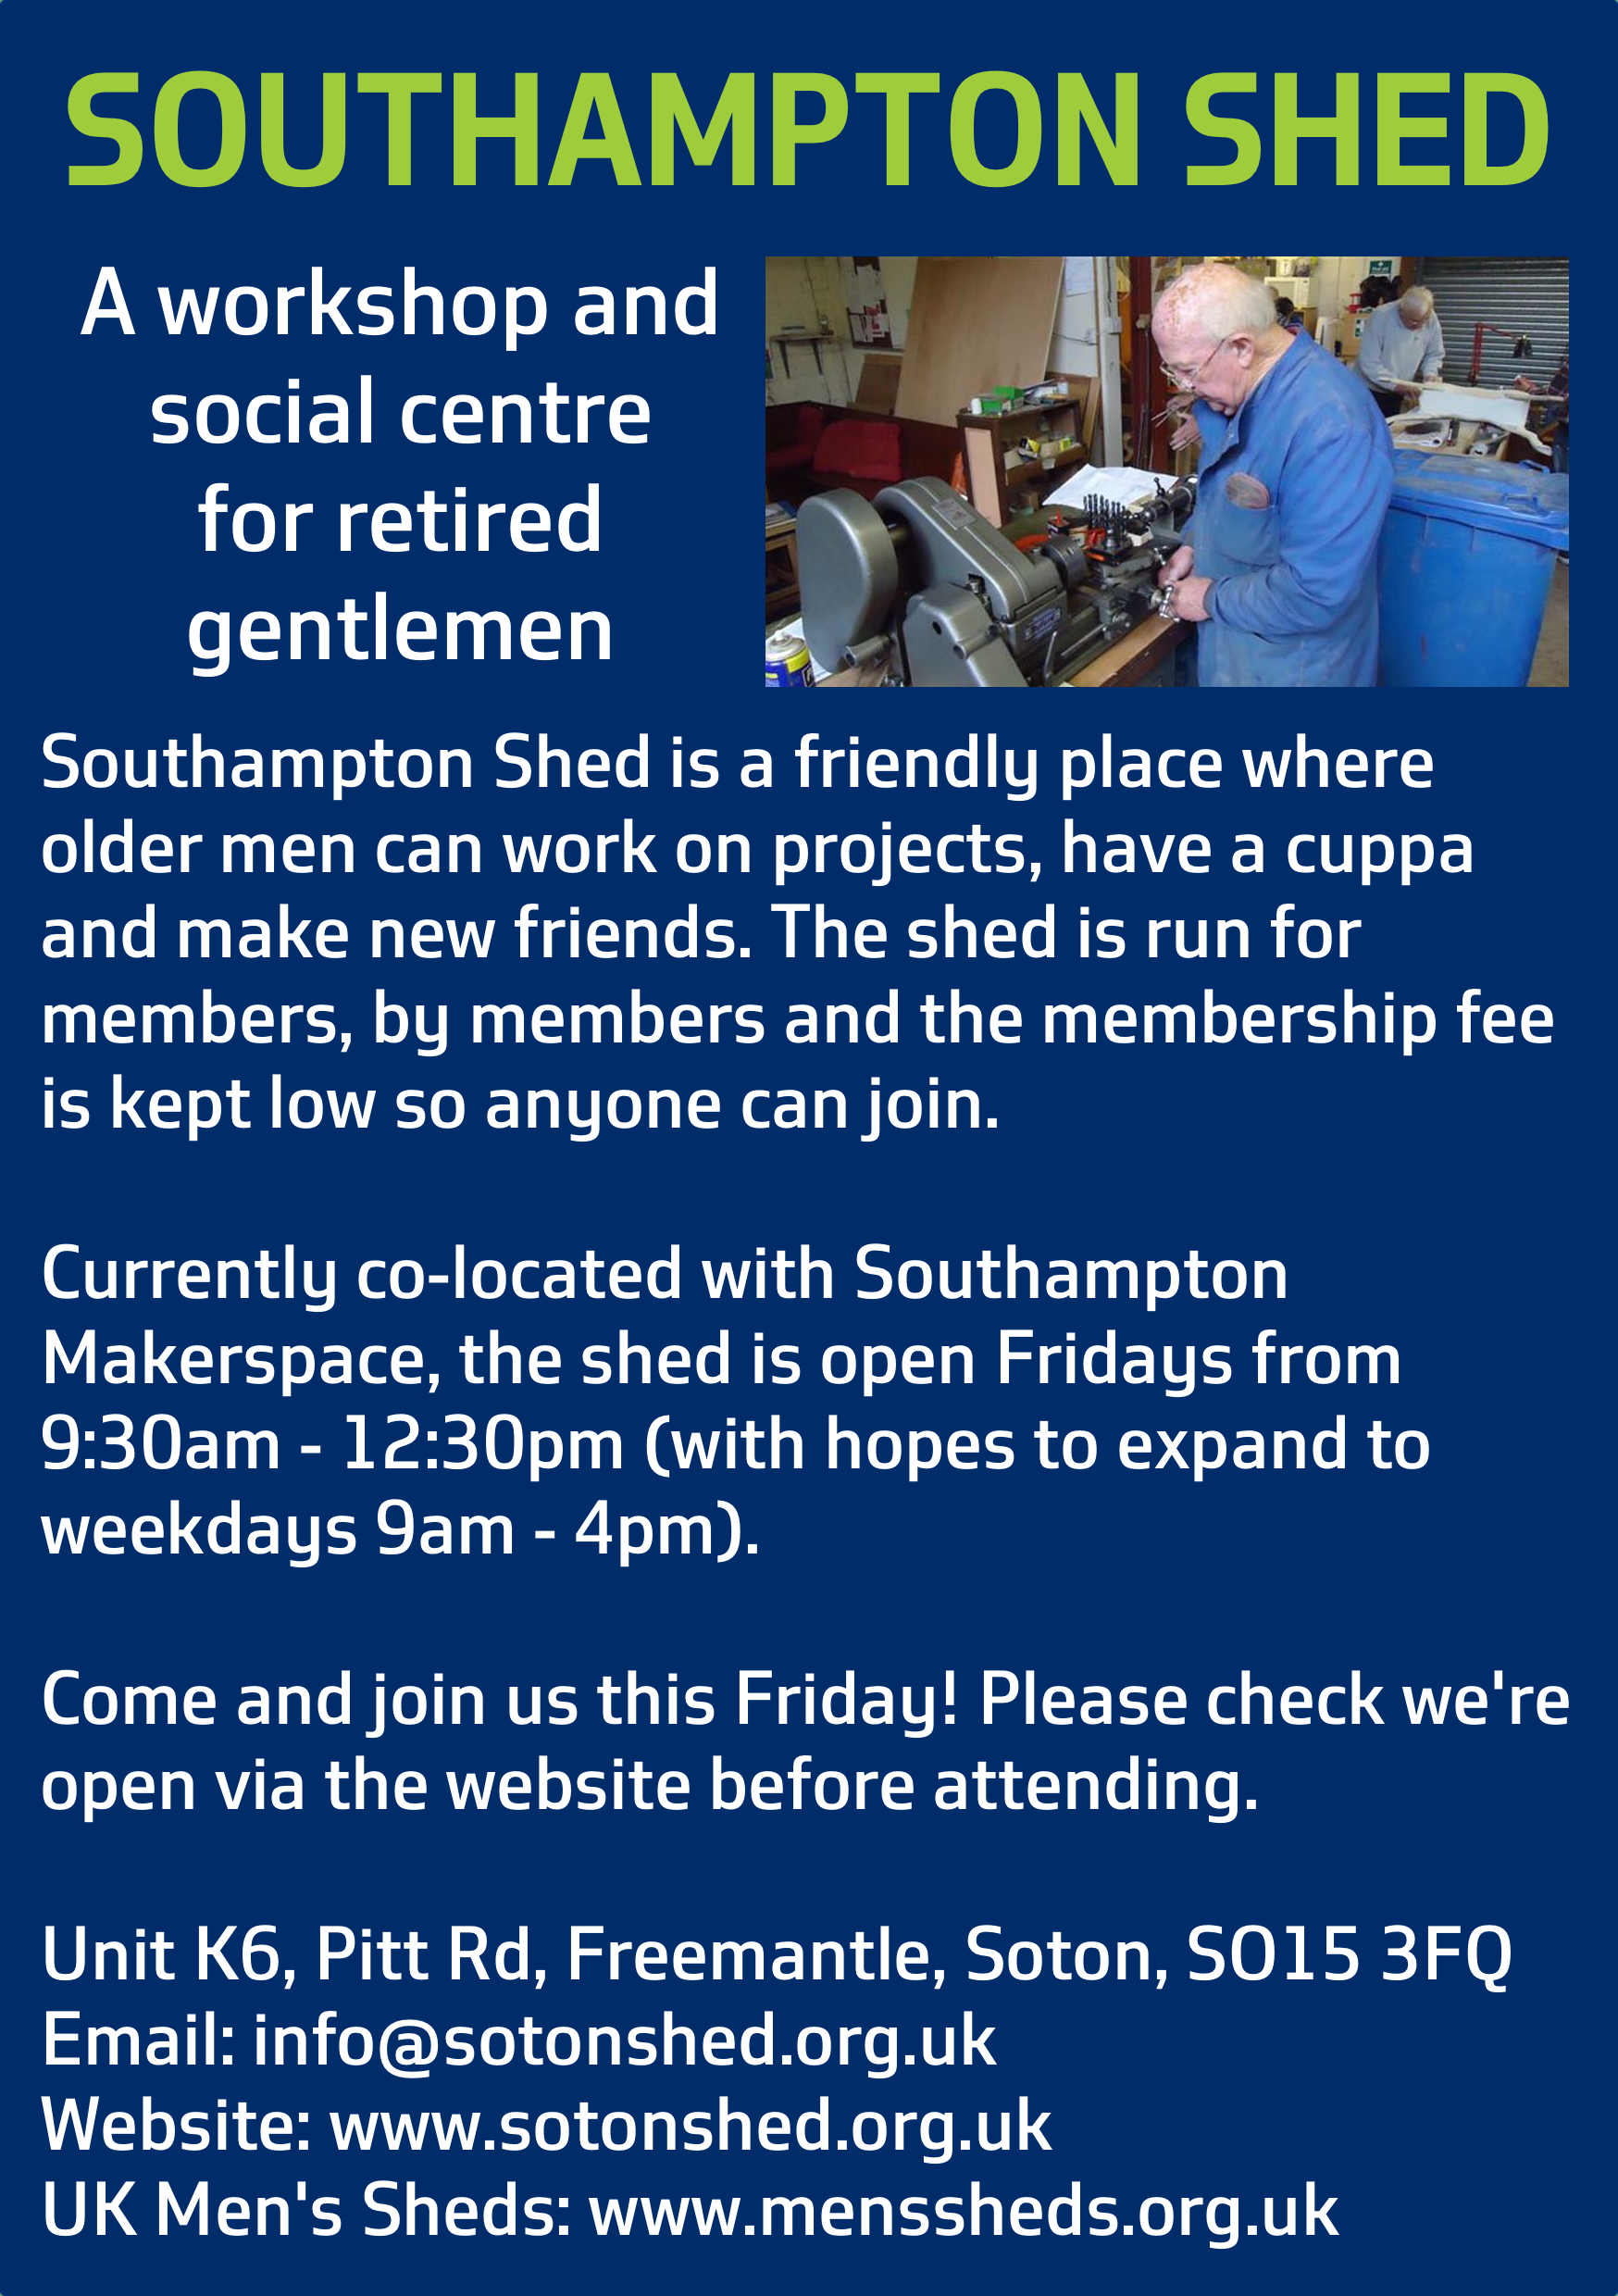 SOUTHAMPTON SHED
A workshop and
social centre
for retired
gentlemen
Southampton Shed is a friendly place where
older men can work on projects, have a cuppa
and make new friends. The shed is run for
members, by members and the membership fee
is kept low so anyone can join.
Currently co-located with Southampton
Makerspace, the shed is open Fridays from
9:30am - 12:30pm (with hopes to expand to
weekdays 9am - 4pm).
Come and join us this Friday! Please check we're
open via the website before attending.
Unit K6, Pitt Rd, Freemantle, Soton, SO15 3FQ
Email: info@sotonshed.org.uk
Website: www.sotonshed.org.uk
UK Men's Sheds: www.menssheds.org.uk